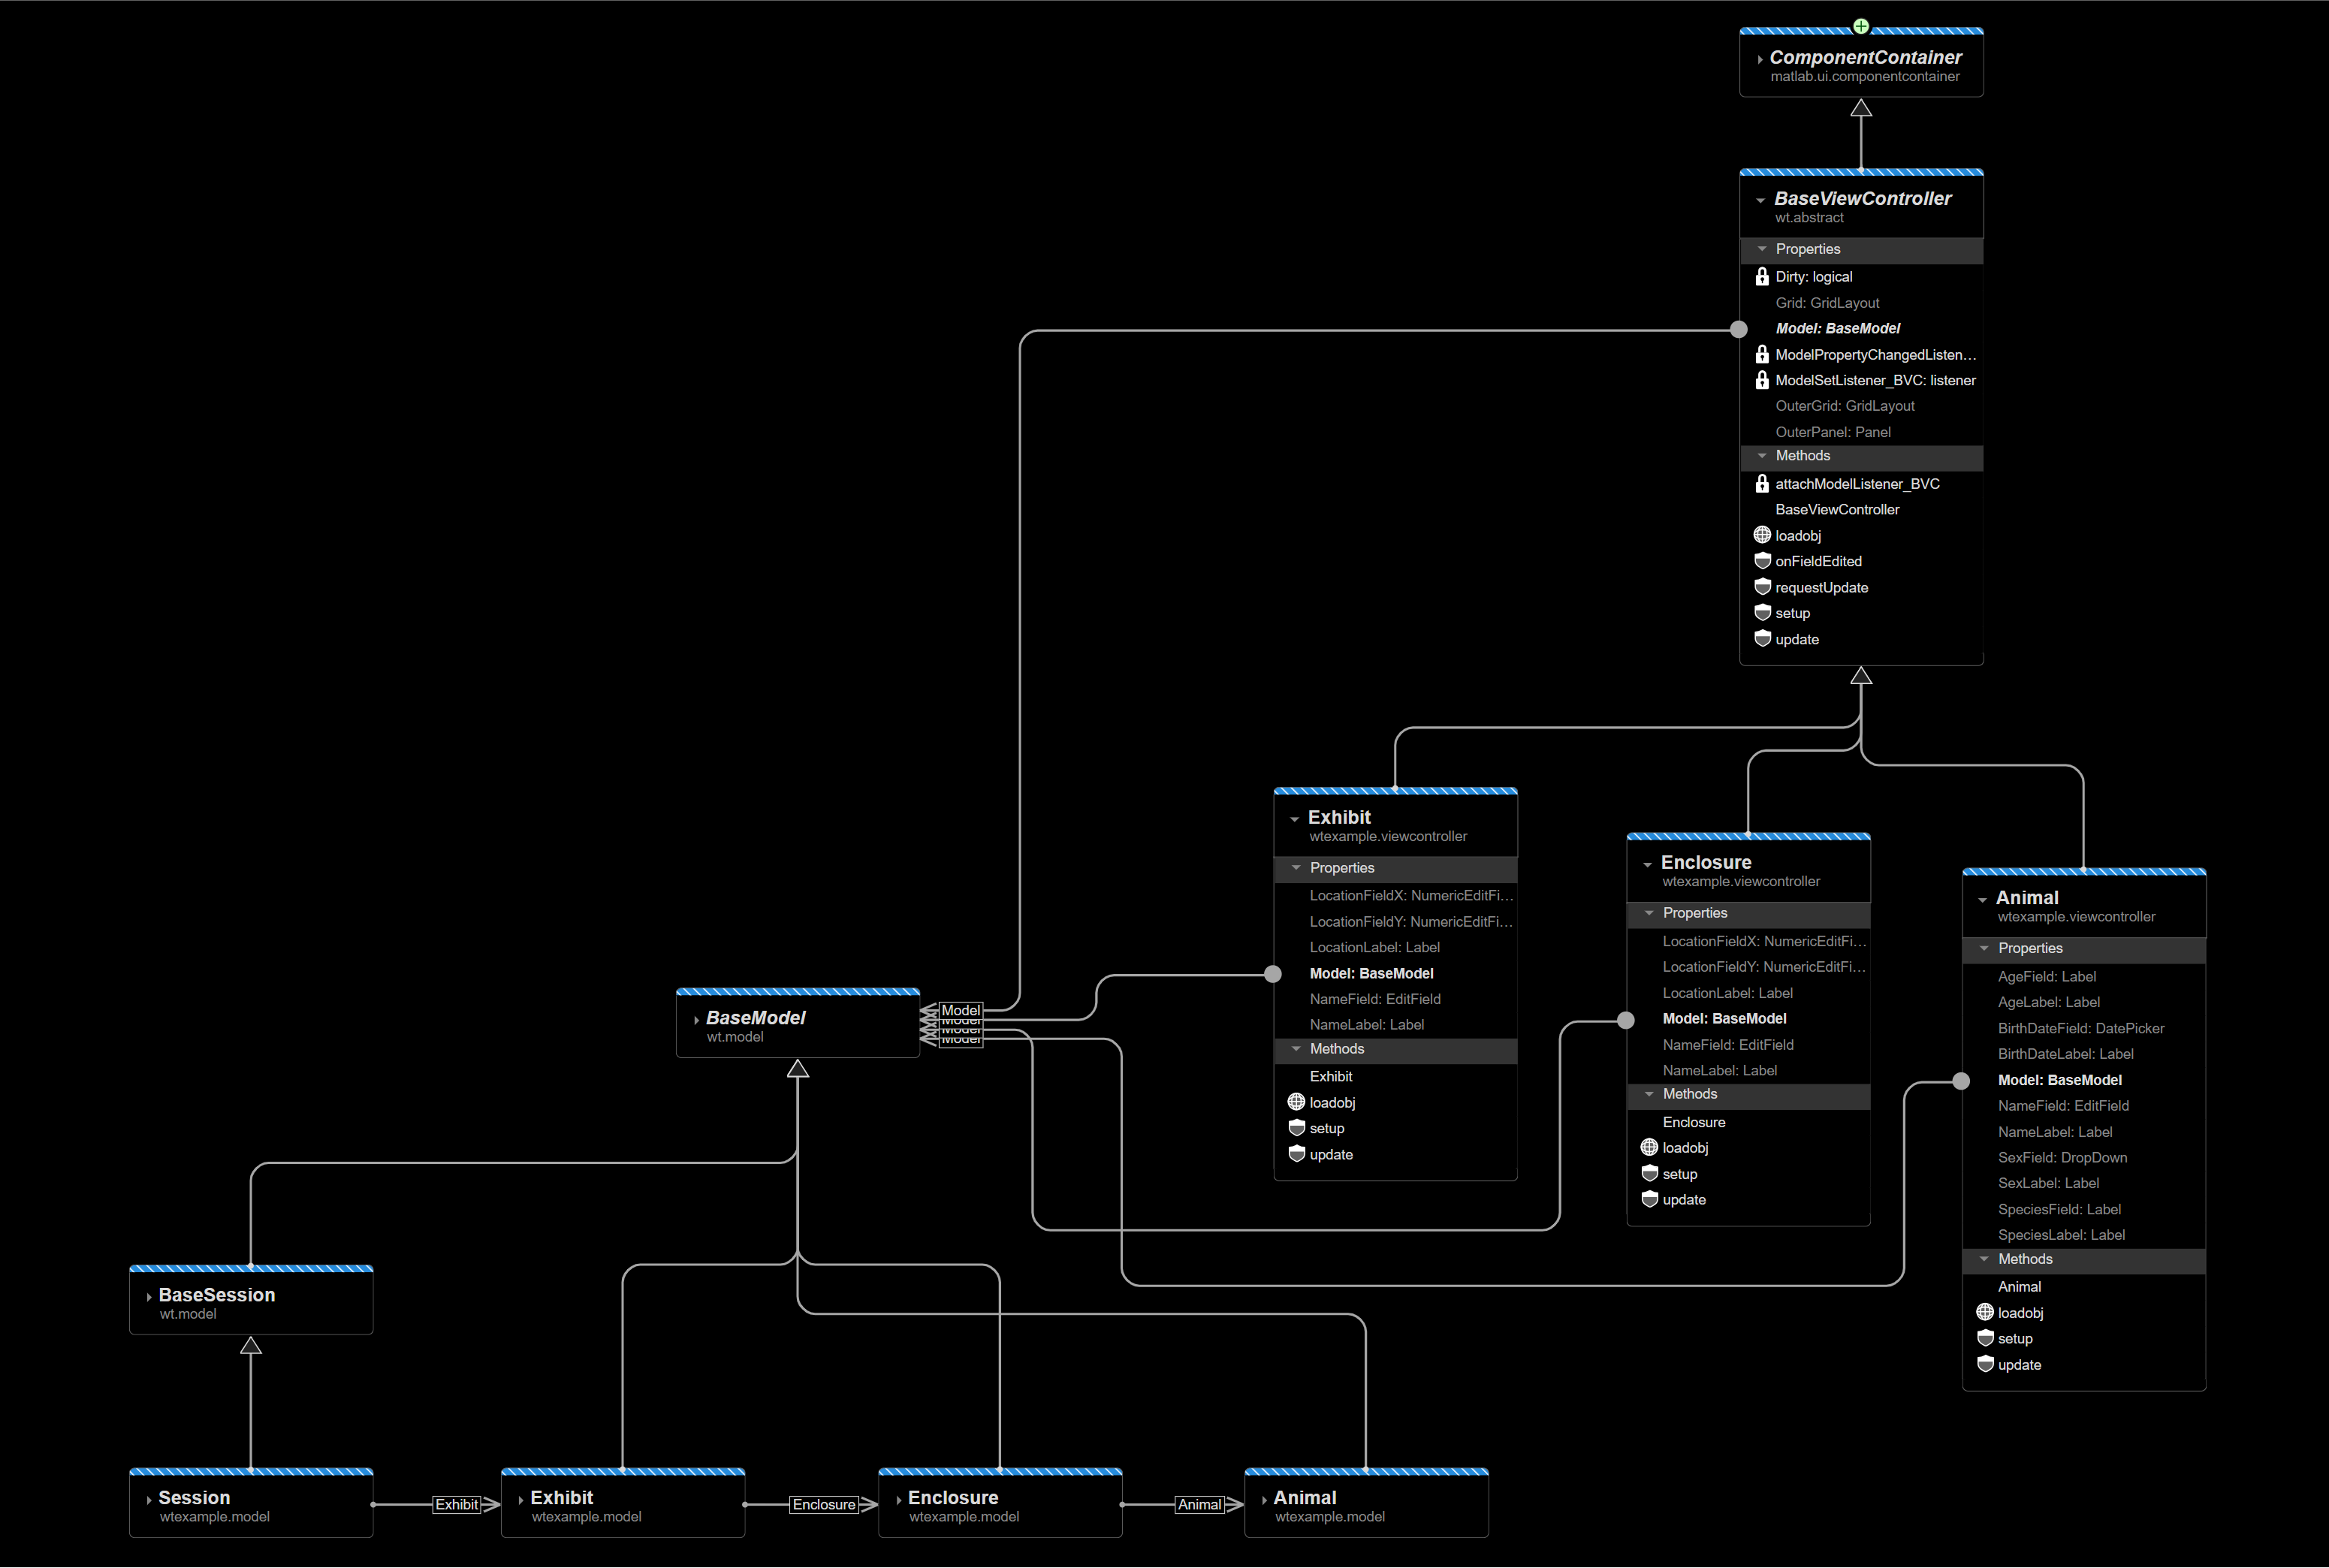 ComponentContainer
matlab.ui.componentcontainer
BaseViewController
wt.abstract
Properties
Dirty: logical
Grid: GridLayout
Model: BaseModel
ModelPropertyChangedListen…
ModelSetListener_BVC: listener
OuterGrid: GridLayout
OuterPanel: Panel
Methods
attachModelListener_BVC
BaseViewController
loadobj
onFieldEdited
requestUpdate
setup
update
Exhibit
wtexample.viewcontroller
Properties
LocationFieldX: NumericEditFi…
LocationFieldY: NumericEditFi…
LocationLabel: Label
Model: BaseModel
NameField: EditField
NameLabel: Label
Methods
Exhibit
loadobj
setup
update
Enclosure
wtexample.viewcontroller
Properties
LocationFieldX: NumericEditFi…
LocationFieldY: NumericEditFi…
LocationLabel: Label
Model: BaseModel
NameField: EditField
NameLabel: Label
Methods
Enclosure
loadobj
setup
update
Animal
wtexample.viewcontroller
Properties
AgeField: Label
AgeLabel: Label
BirthDateField: DatePicker
BirthDateLabel: Label
Model: BaseModel
NameField: EditField
NameLabel: Label
SexField: DropDown
SexLabel: Label
SpeciesField: Label
SpeciesLabel: Label
Methods
Animal
loadobj
setup
update
BaseModel
wt.model
Model
Model
Model
Model
BaseSession
wt.model
Session
wtexample.model
Exhibit
Exhibit
wtexample.model
Enclosure
Enclosure
wtexample.model
Animal
Animal
wtexample.model